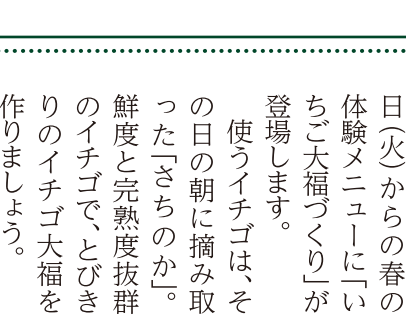 日(火)からの春の
体験メニューに「い
ちご大福づくり」が
登場します。
使うイチゴは、そ
の日の朝に摘み取
った「さちのか」。
鮮度と完熟度抜群
のイチゴで、とびき
りのイチゴ大福を
作りましょう。